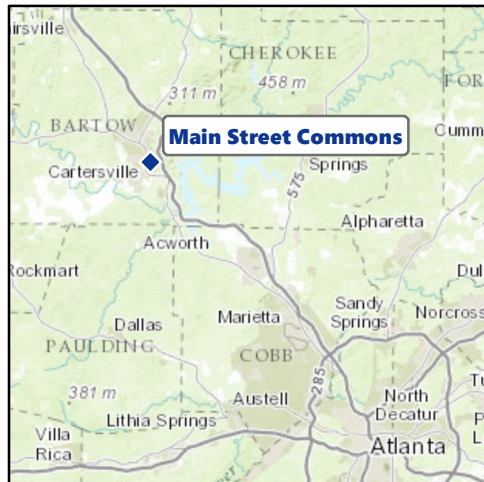 irsville
CHEROKEE
458 m
FOR
311 m
BARTOW
Main Street Commons
Cumm
Cartersville
Springs
575
Alpharetta
Acworth
Rockmart
Dul
Sandy
Springs
Norcross
Marietta
Dallas
PAULDING
COBB
285
381 m
Austell
North
Decatur
Tu
Lithia Springs
Villa
Rica
Atlanta
P
L